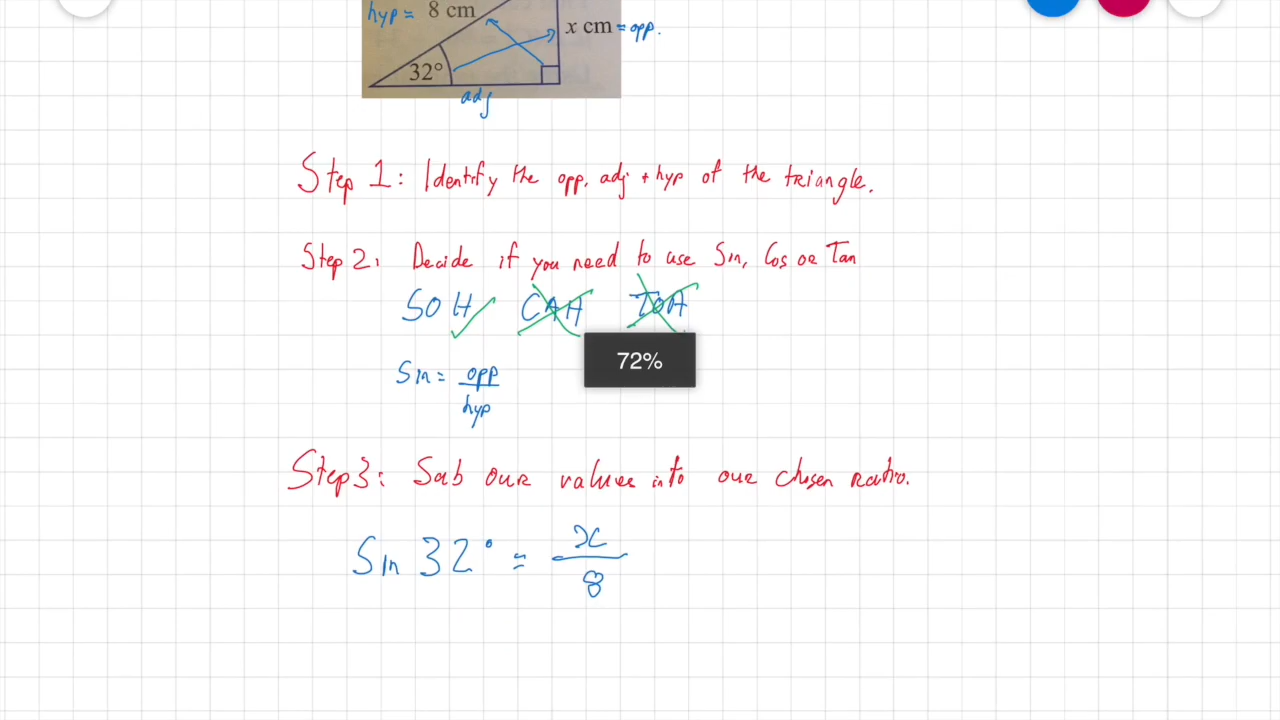 hyp = 8 cm
x cm = opp.
32°
adj
Step 1: Identify the opp, adj + hyp of the triangle.
Step 2: Decide if you need to use Sin, Cos or Tan
SOH CAH TOA
72%
Sin = opp
hyp
Step 3: Sub our values into our chosen ratio.
Sin 32° = x
8